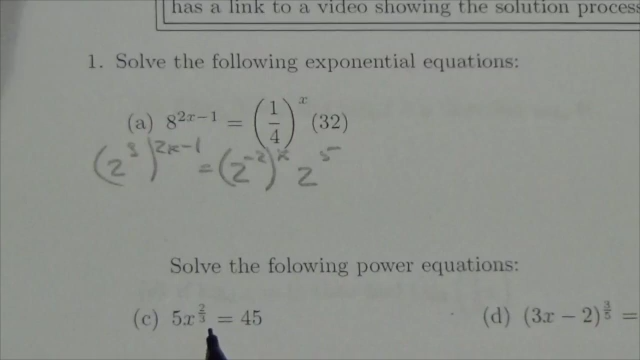 has a link to a video showing the solution process
1. Solve the following exponential equations:
(a) 8^{2x-1} = (1/4)^x (32)
(2^3)^{2x-1} = (2^{-2})^x 2^5
Solve the folowing power equations:
(c) 5x^{2/3} = 45
(d) (3x − 2)^{3/5} =